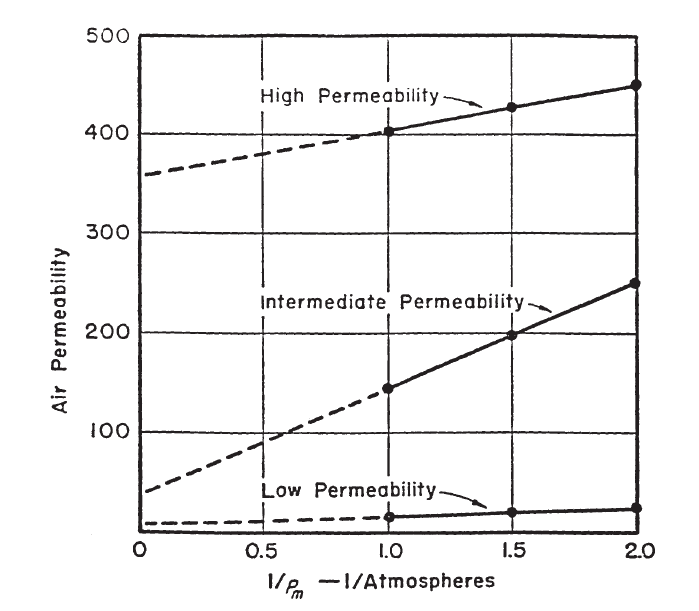 500
High Permeability
400
300
Intermediate Permeability
200
100
Low Permeability
Air Permeability
0
0.5
1.0
1.5
2.0
1/Pm — 1/Atmospheres